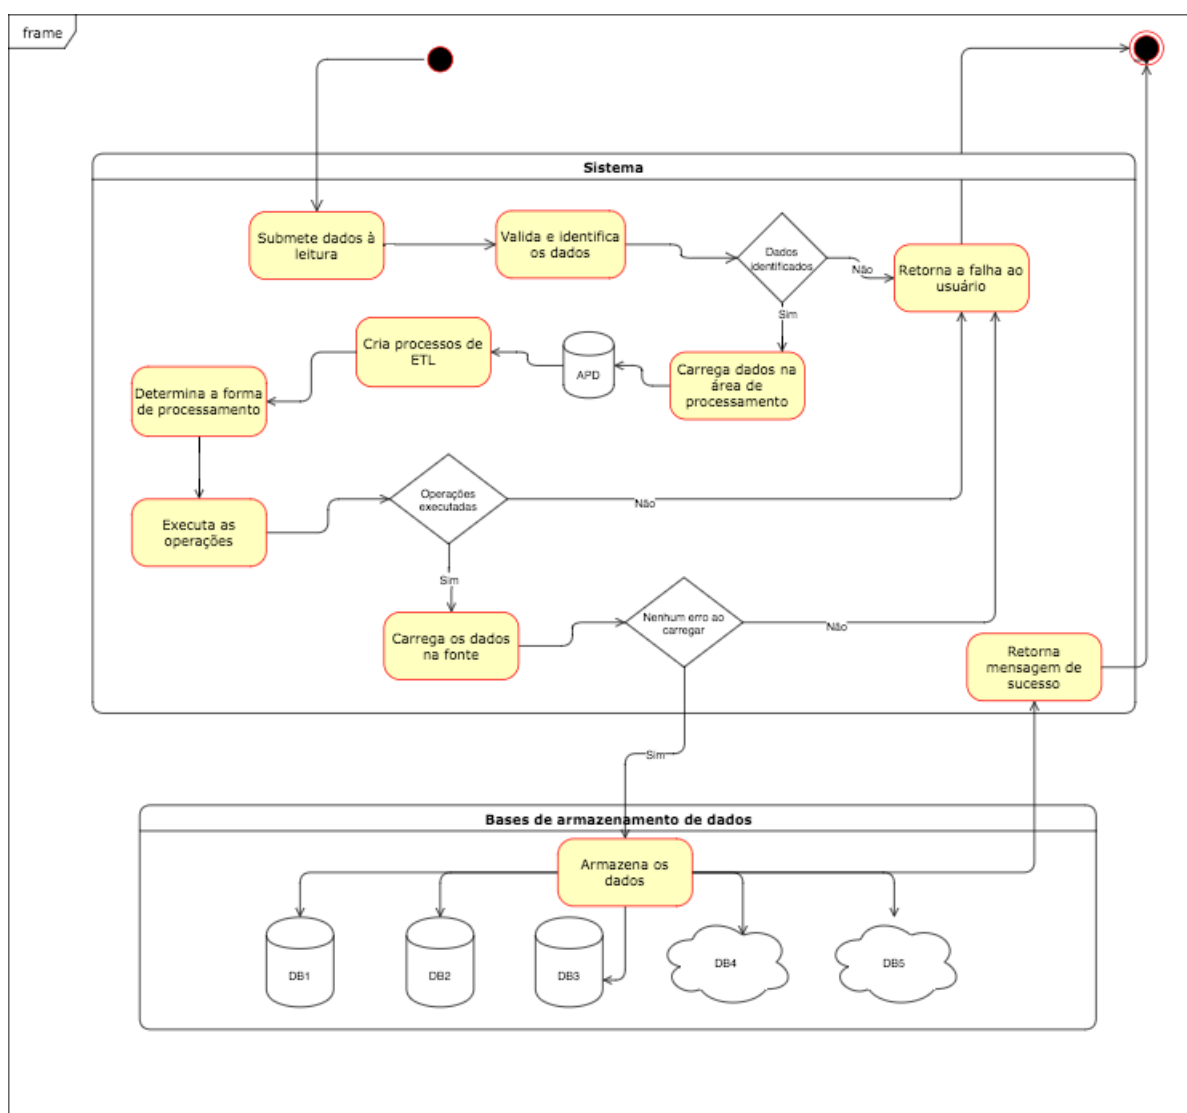 frame
Sistema
Submete dados à
leitura
Valida e identifica
os dados
Dados
identificados
Não
Retorna a falha ao
usuário
Sim
Cria processos de
ETL
APD
Carrega dados na
área de
processamento
Determina a forma
de processamento
Executa as
operações
Operações
executadas
Não
Sim
Carrega os dados
na fonte
Nenhum erro ao
carregar
Não
Retorna
mensagem de
sucesso
Sim
Bases de armazenamento de dados
Armazena os
dados
DB1
DB2
DB3
DB4
DB5